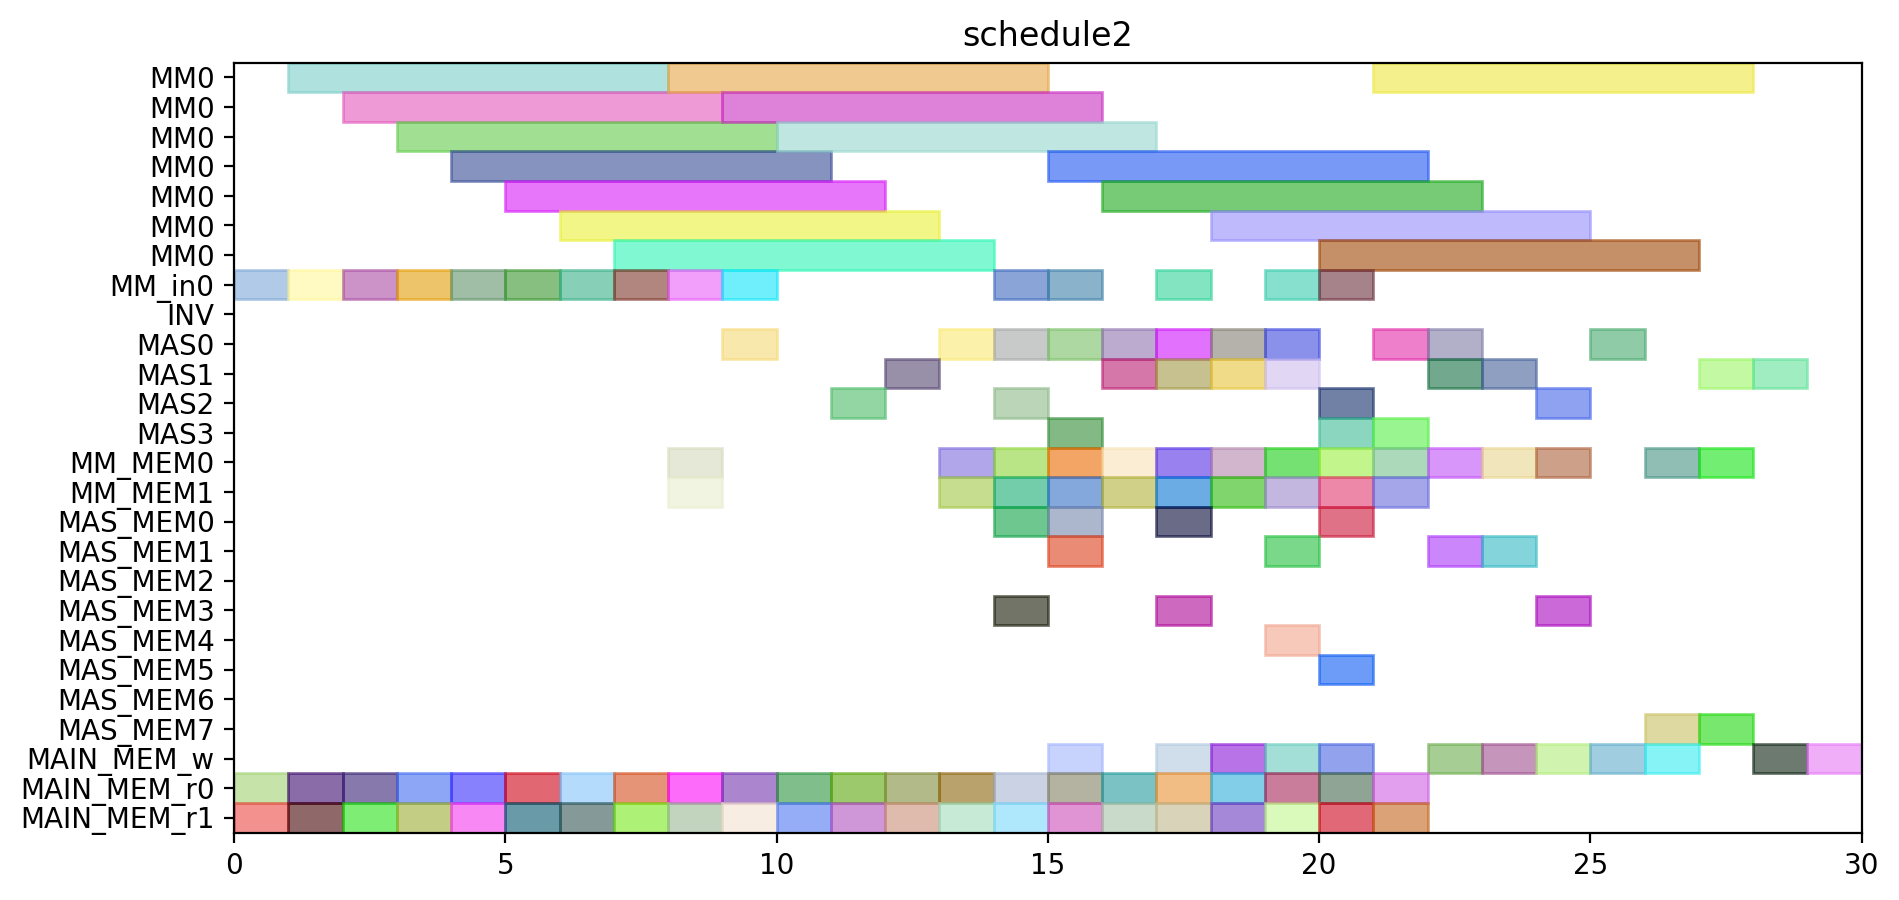 schedule2
MM0
MM0
MM0
MM0
MM0
MM0
MM0
MM_in0
INV
MAS0
MAS1
MAS2
MAS3
MM_MEM0
MM_MEM1
MAS_MEM0
MAS_MEM1
MAS_MEM2
MAS_MEM3
MAS_MEM4
MAS_MEM5
MAS_MEM6
MAS_MEM7
MAIN_MEM_w
MAIN_MEM_r0
MAIN_MEM_r1
0 5 10 15 20 25 30